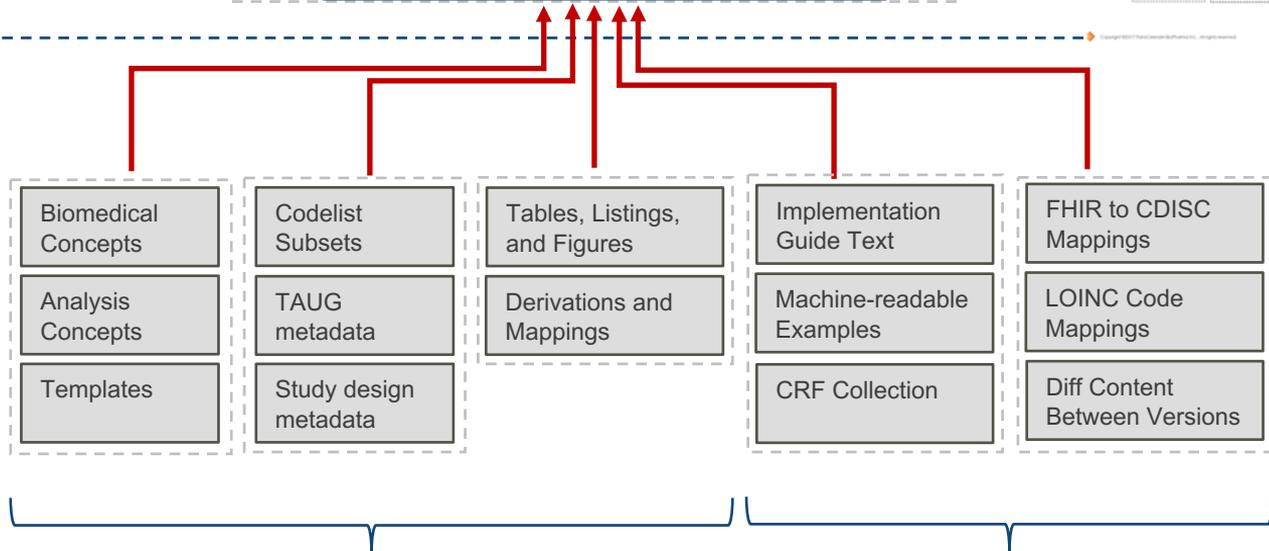 Biomedical
Concepts
Analysis
Concepts
Templates
Codelist
Subsets
TAUG
metadata
Study design
metadata
Tables, Listings,
and Figures
Derivations and
Mappings
Implementation
Guide Text
Machine-readable
Examples
CRF Collection
FHIR to CDISC
Mappings
LOINC Code
Mappings
Diff Content
Between Versions